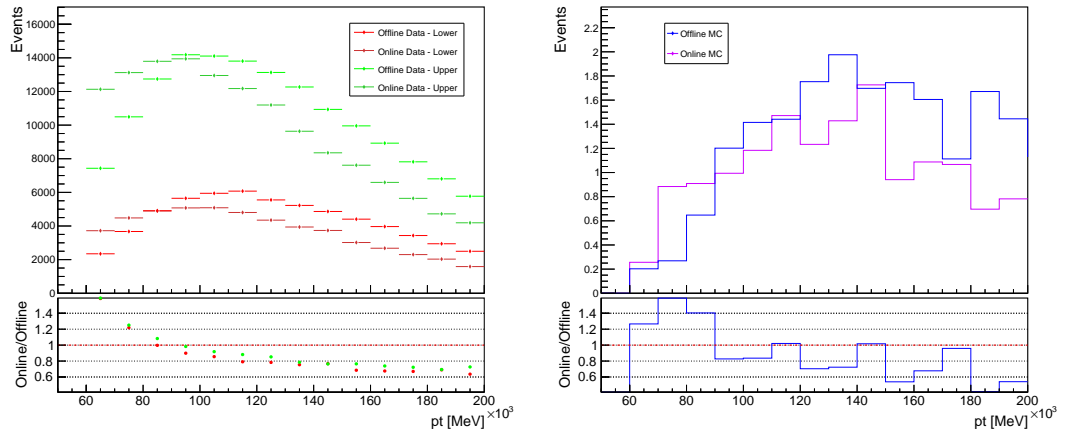 Events
16000
14000
12000
10000
8000
6000
4000
2000
0
Offline Data - Lower
Online Data - Lower
Offline Data - Upper
Online Data - Upper
Online/Offline
1.4
1.2
1
0.8
0.6
60 80 100 120 140 160 180 200
×10³
pt [MeV]
Events
2.2
2
1.8
1.6
1.4
1.2
1
0.8
0.6
0.4
0.2
0
Offline MC
Online MC
Online/Offline
1.4
1.2
1
0.8
0.6
60 80 100 120 140 160 180 200
×10³
pt [MeV]